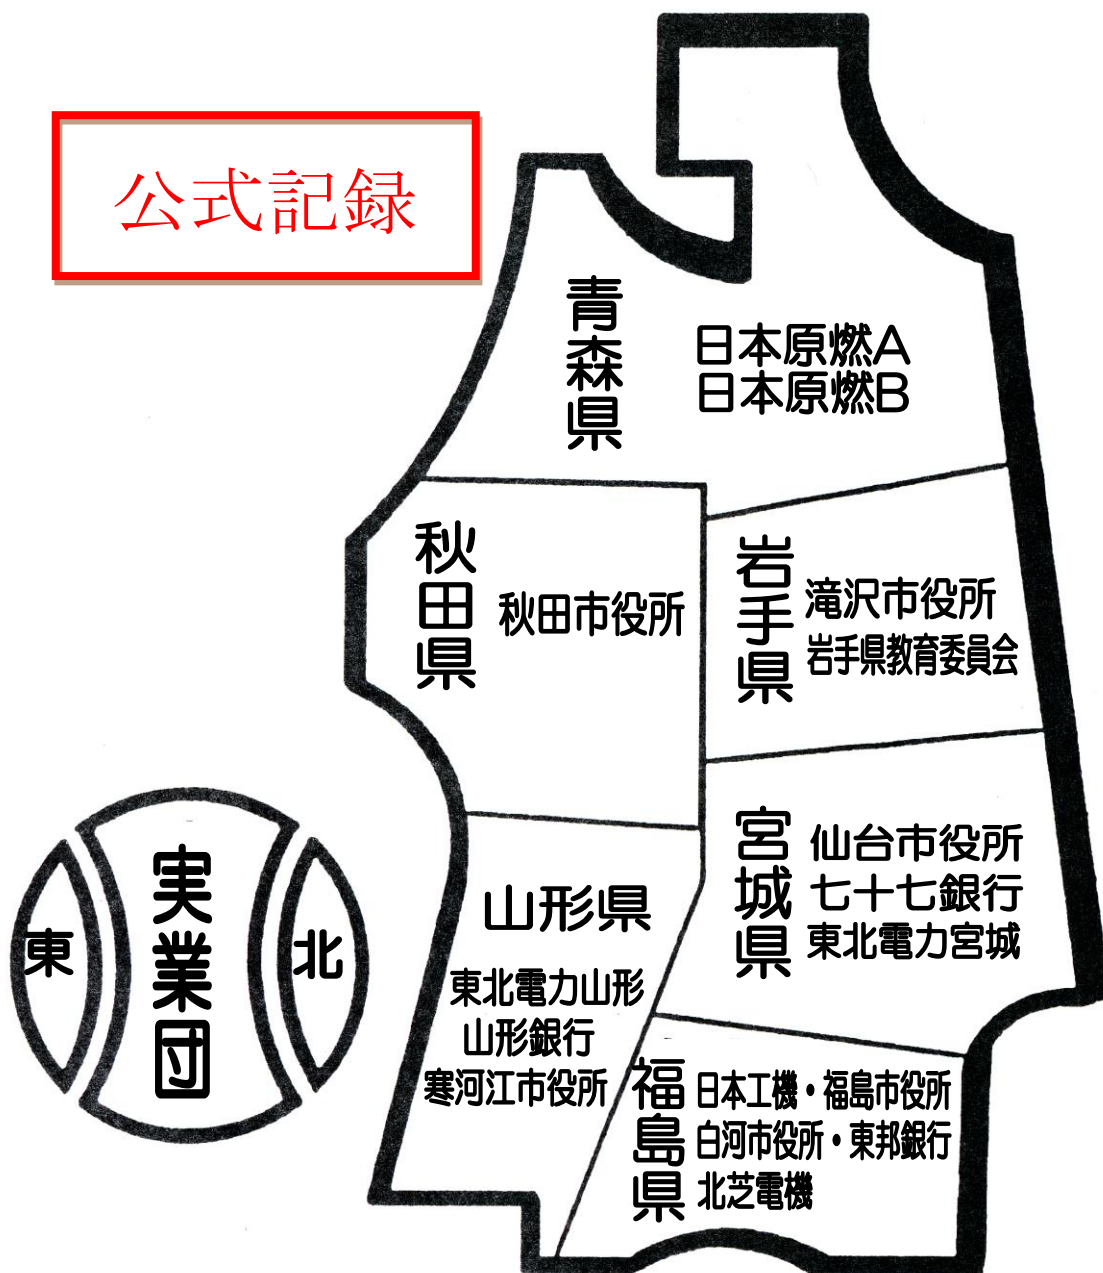 公式記録
青森県
日本原燃A
日本原燃B
秋田県
秋田市役所
岩手県
滝沢市役所
岩手県教育委員会
宮城県
仙台市役所
七十七銀行
東北電力宮城
山形県
東北電力山形
山形銀行
寒河江市役所
福島県
日本工機・福島市役所
白河市役所・東邦銀行
北芝電機
東
実業団
北